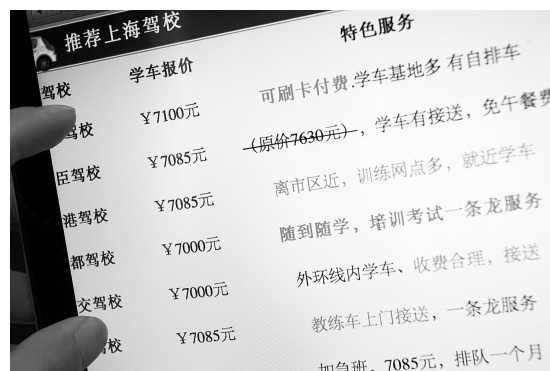 推荐上海驾校
驾校 学车报价 特色服务
驾校 ￥7100元 可刷卡付费.学车基地多 有自排车
臣驾校 ￥7085元 （原价7630元），学车有接送，免午餐费
港驾校 ￥7085元 离市区近，训练网点多，就近学车
都驾校 ￥7000元 随到随学，培训考试一条龙服务
交驾校 ￥7000元 外环线内学车、收费合理，接送
校 ￥7085元 教练车上门接送，一条龙服务
加急班，7085元，排队一个月